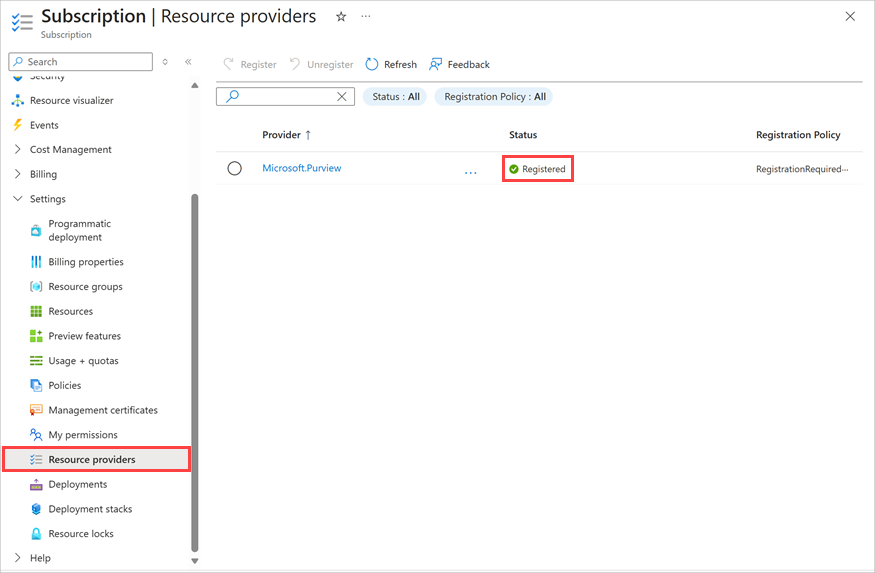 Subscription | Resource providers
Subscription
Search
Security
Resource visualizer
Events
Cost Management
Billing
Settings
Programmatic
deployment
Billing properties
Resource groups
Resources
Preview features
Usage + quotas
Policies
Management certificates
My permissions
Resource providers
Deployments
Deployment stacks
Resource locks
Help
Register Unregister Refresh Feedback
Status : All Registration Policy : All
Provider ↑ Status Registration Policy
Microsoft.Purview ... Registered RegistrationRequired...